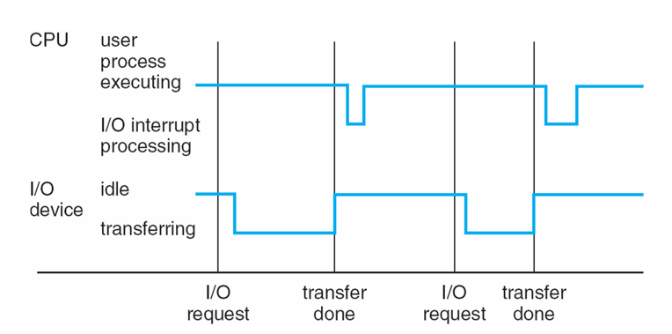 CPU
user
process
executing
I/O interrupt
processing
I/O
device
idle
transferring
I/O
request
transfer
done
I/O
request
transfer
done